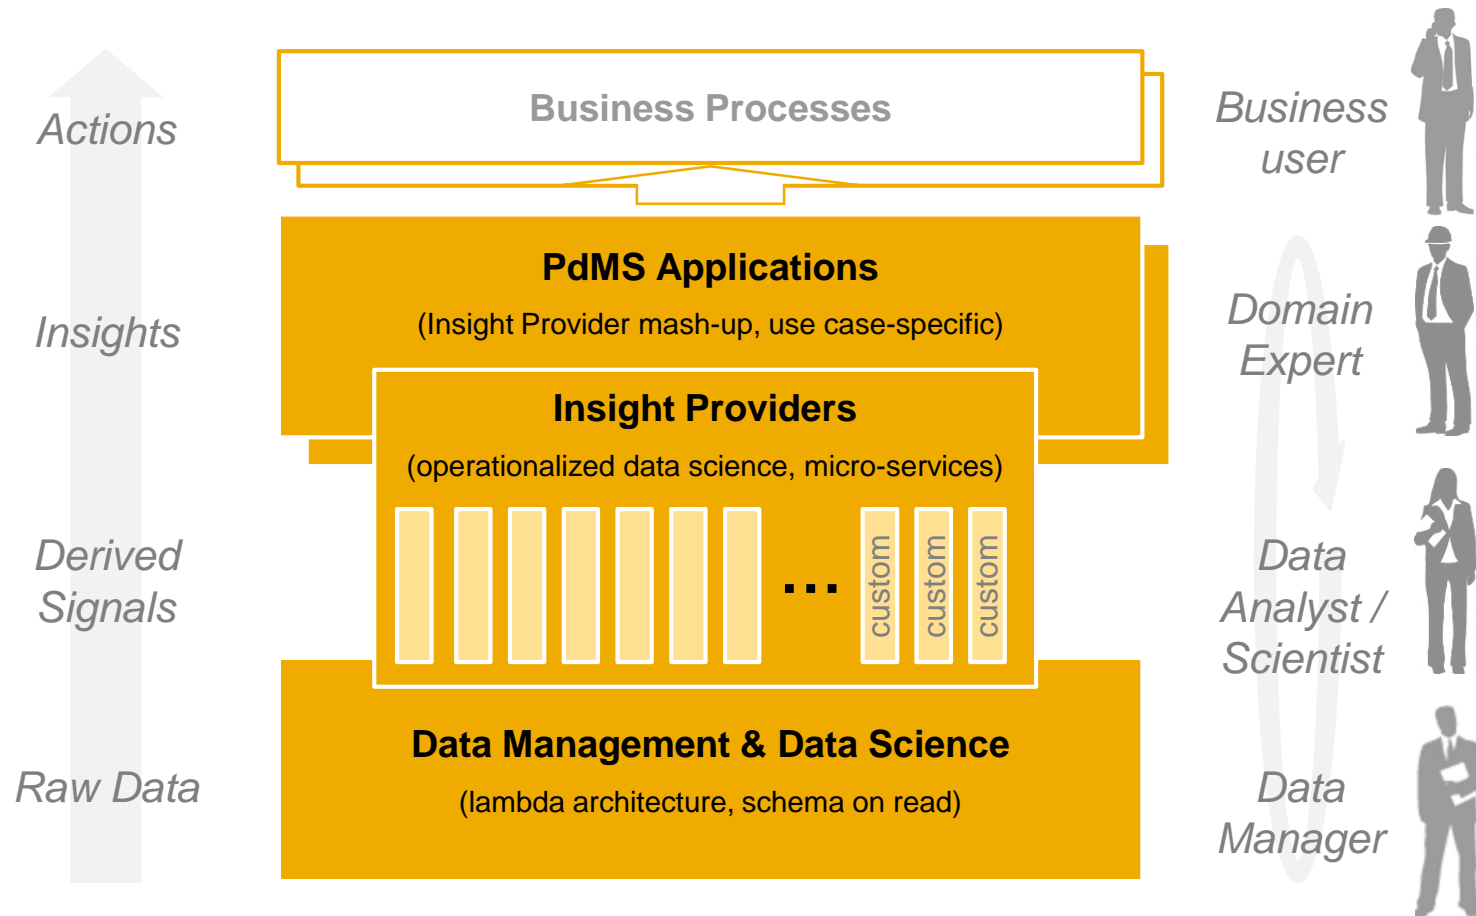 Actions
Business Processes
Business
user
Insights
PdMS Applications
(Insight Provider mash-up, use case-specific)
Domain
Expert
Insight Providers
(operationalized data science, micro-services)
Derived
Signals
...
custom
custom
custom
Data
Analyst /
Scientist
Raw Data
Data Management & Data Science
(lambda architecture, schema on read)
Data
Manager